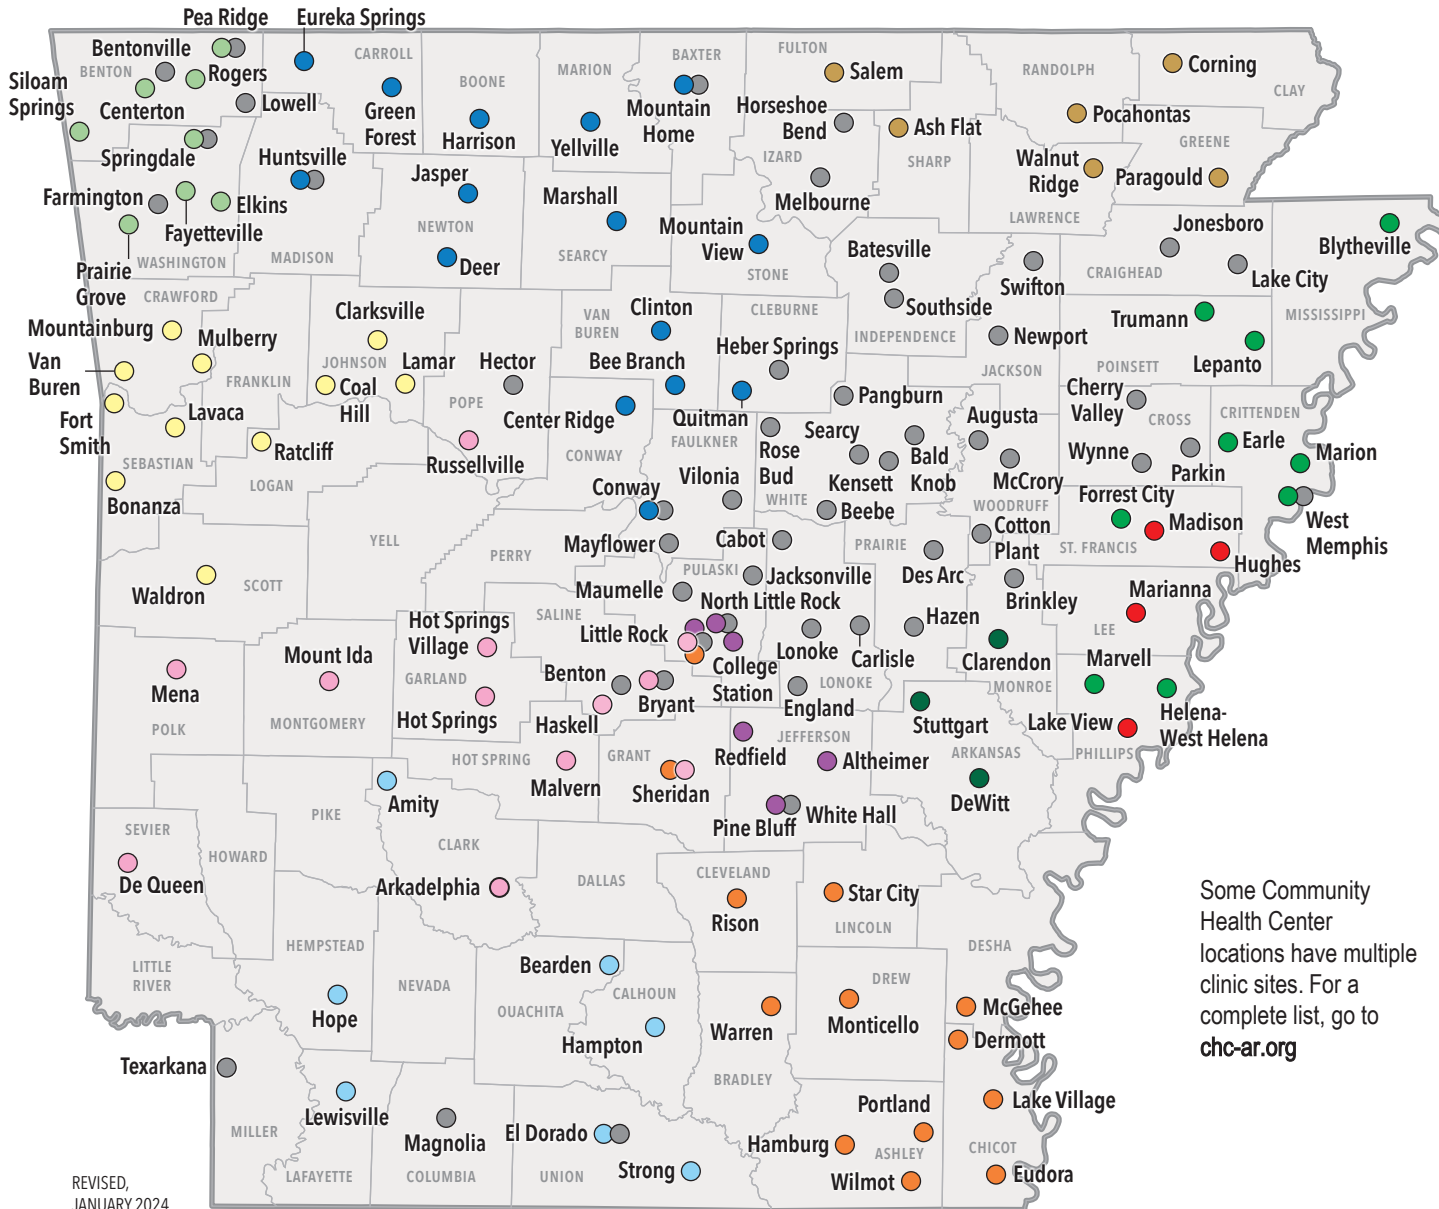 Pea Ridge
Eureka Springs
Bentonville
BENTON
Rogers
Siloam
Springs
Centerton
Lowell
CARROLL
Green
Forest
BOONE
Harrison
MARION
Yellville
BAXTER
Mountain
Home
FULTON
Salem
Horseshoe
Bend
Ash Flat
IZARD
SHARP
Melbourne
RANDOLPH
Pocahontas
Corning
CLAY
GREENE
Walnut
Ridge
Paragould
LAWRENCE
Springdale
Huntsville
Farmington
Elkins
Fayetteville
WASHINGTON
MADISON
Prairie
Grove
Jasper
NEWTON
Deer
Marshall
SEARCY
Mountain
View
STONE
Batesville
Southside
INDEPENDENCE
Swifton
Jonesboro
CRAIGHEAD
Lake City
Blytheville
MISSISSIPPI
CRAWFORD
Mountainburg
Mulberry
Van
Buren
FRANKLIN
Clarksville
JOHNSON
Lamar
Coal
Hill
Hector
POPE
VAN
BUREN
Clinton
Bee Branch
Center Ridge
CLEBURNE
Heber Springs
Quitman
Pangburn
Newport
JACKSON
Trumann
Lepanto
POINSETT
Cherry
Valley
CROSS
Wynne
Parkin
CRITTENDEN
Earle
Marion
West
Memphis
Fort
Smith
Lavaca
SEBASTIAN
Ratcliff
LOGAN
Bonanza
Russellville
CONWAY
FAULKNER
Conway
Vilonia
Mayflower
Rose
Bud
Searcy
Kensett
Bald
Knob
WHITE
Beebe
Augusta
McCrory
WOODRUFF
Cotton
Plant
Forrest City
Madison
ST. FRANCIS
Hughes
YELL
PERRY
Cabot
PRAIRIE
Des Arc
Brinkley
Waldron
SCOTT
Maumelle
PULASKI
Jacksonville
North Little Rock
Little Rock
College
Station
Lonoke
Carlisle
LONOKE
Hazen
England
Clarendon
MONROE
Marianna
LEE
Marvell
Lake View
Helena-
West Helena
PHILLIPS
Mena
POLK
Mount Ida
MONTGOMERY
Hot Springs
Village
GARLAND
Hot Springs
SALINE
Benton
Bryant
Haskell
HOT SPRING
Malvern
GRANT
Sheridan
Redfield
JEFFERSON
Altheimer
Pine Bluff
White Hall
Stuttgart
ARKANSAS
DeWitt
SEVIER
De Queen
HOWARD
PIKE
Amity
CLARK
Arkadelphia
DALLAS
CLEVELAND
Rison
Star City
LINCOLN
DESHA
LITTLE
RIVER
HEMPSTEAD
Hope
NEVADA
Bearden
OUACHITA
CALHOUN
Hampton
Warren
BRADLEY
DREW
Monticello
McGehee
Dermott
Texarkana
MILLER
Lewisville
LAFAYETTE
Magnolia
COLUMBIA
El Dorado
UNION
Strong
Portland
Hamburg
ASHLEY
Wilmot
Lake Village
CHICOT
Eudora
Some Community
Health Center
locations have multiple
clinic sites. For a
complete list, go to
chc-ar.org
REVISED,
JANUARY 2024